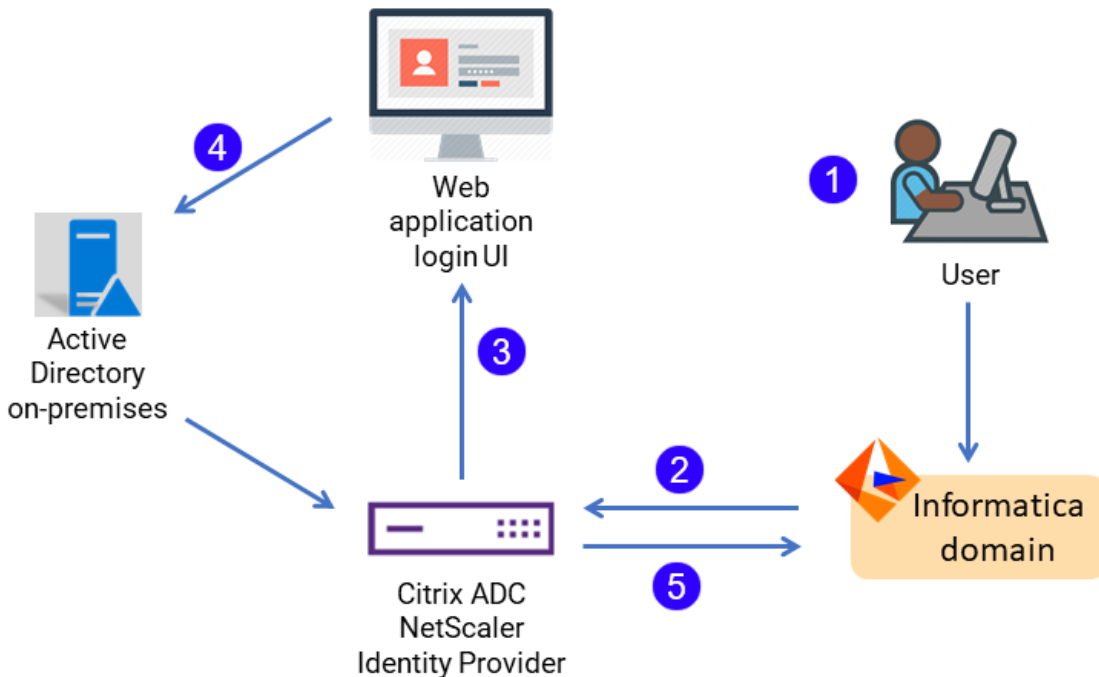 4
Web
application
login UI
1
User
Active
Directory
on-premises
3
2
Informatica
domain
5
Citrix ADC
NetScaler
Identity Provider